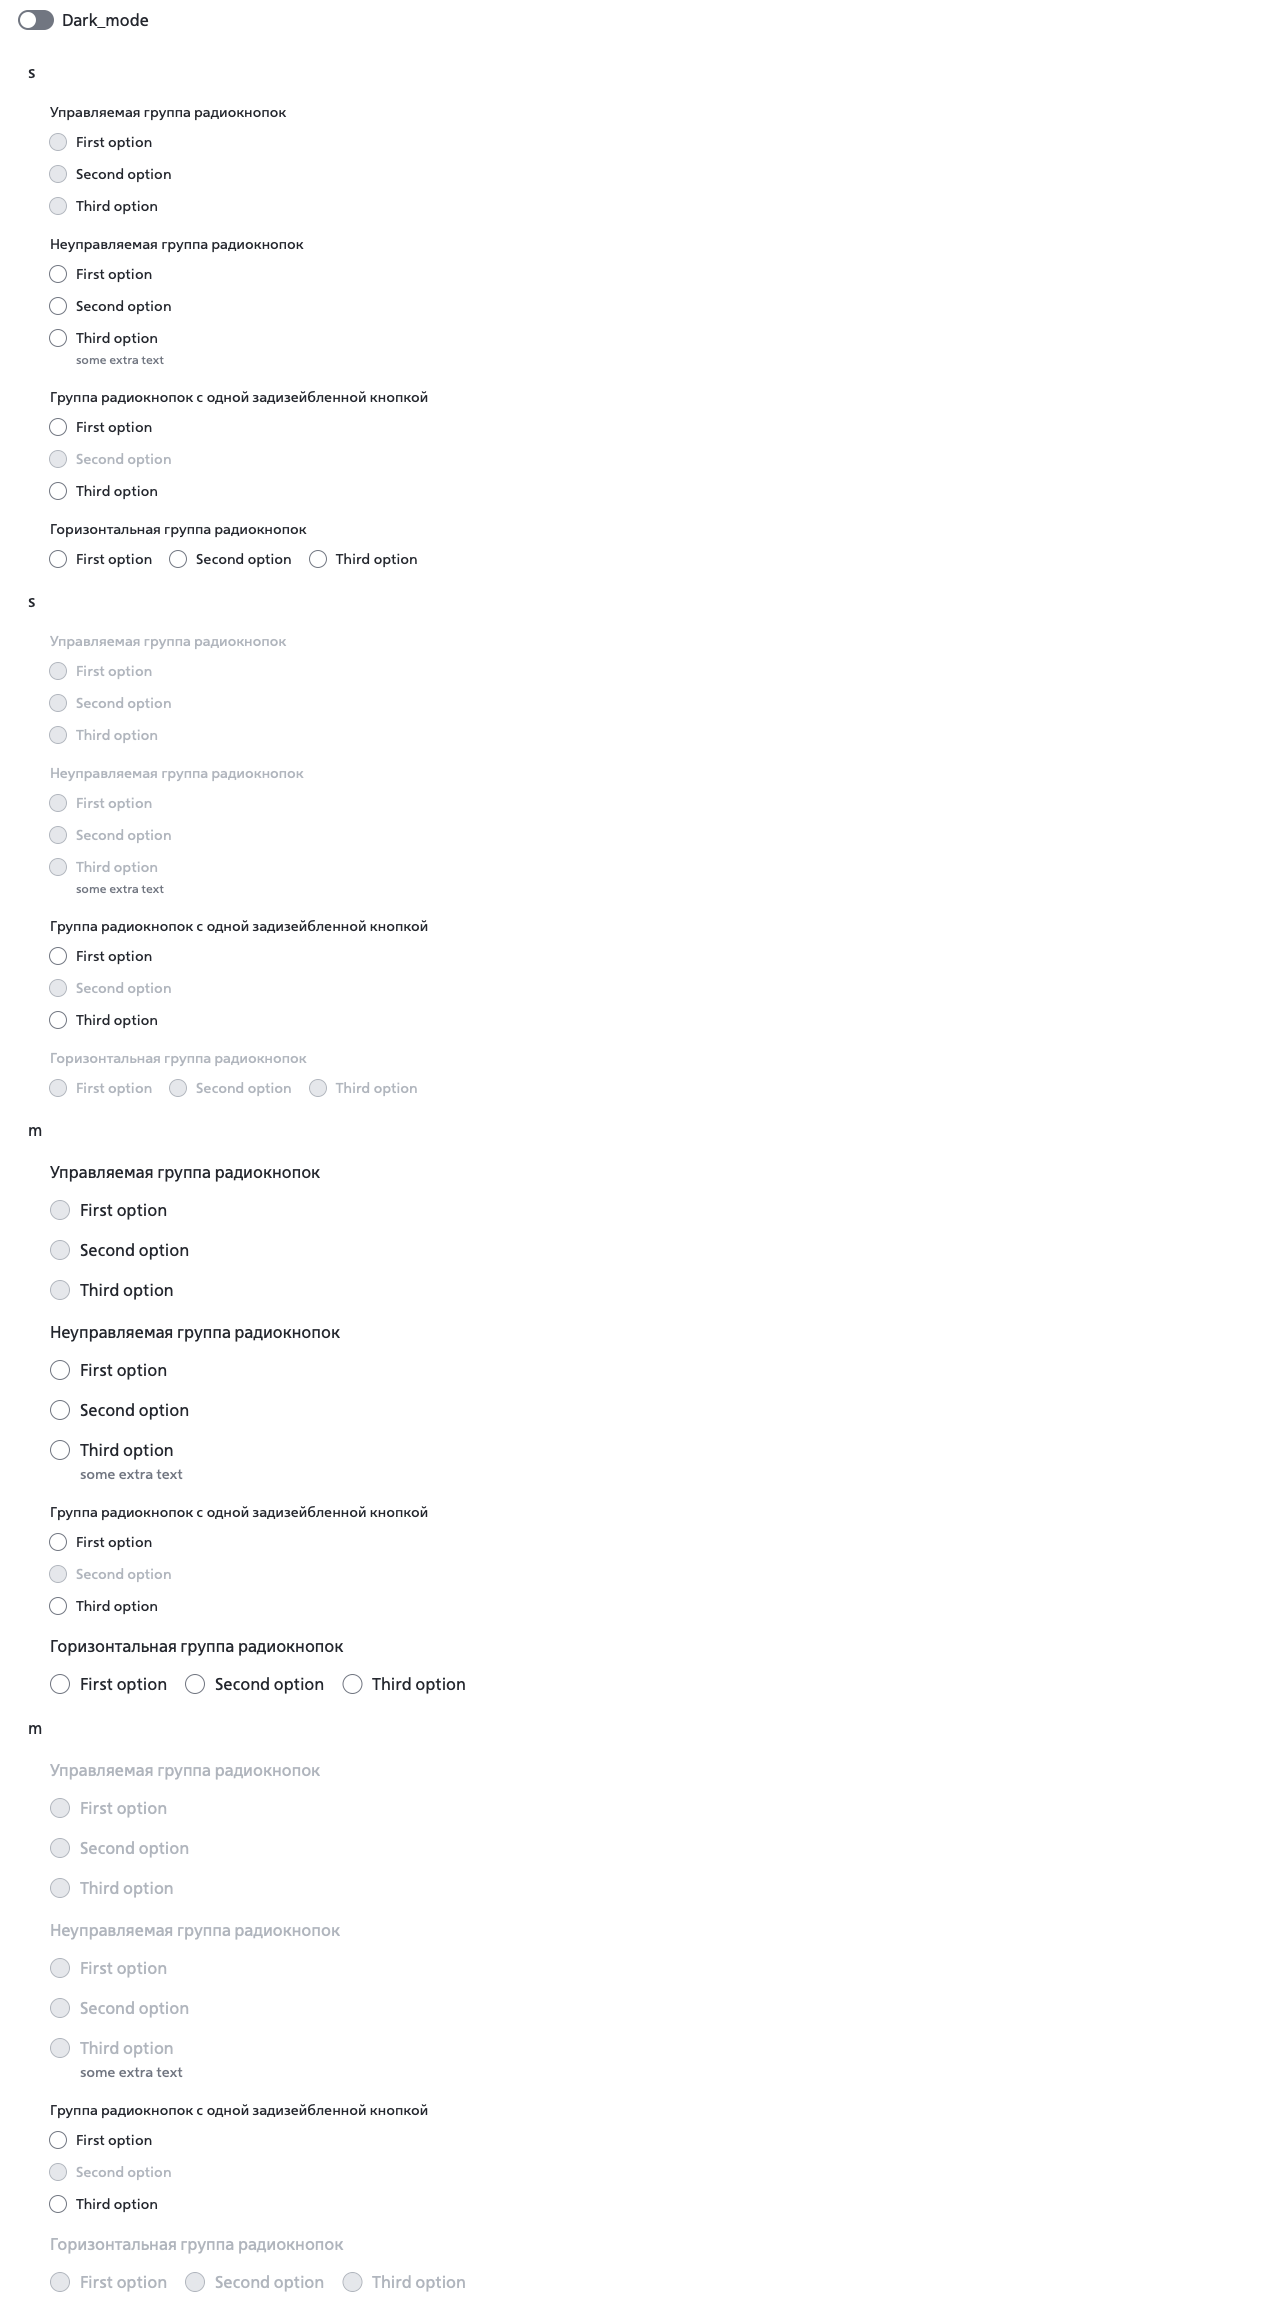 Dark_mode
s
Управляемая группа радиокнопок
First option
Second option
Third option
Неуправляемая группа радиокнопок
First option
Second option
Third option
some extra text
Группа радиокнопок с одной задизейбленной кнопкой
First option
Second option
Third option
Горизонтальная группа радиокнопок
First option Second option Third option
s
Управляемая группа радиокнопок
First option
Second option
Third option
Неуправляемая группа радиокнопок
First option
Second option
Third option
some extra text
Группа радиокнопок с одной задизейбленной кнопкой
First option
Second option
Third option
Горизонтальная группа радиокнопок
First option Second option Third option
m
Управляемая группа радиокнопок
First option
Second option
Third option
Неуправляемая группа радиокнопок
First option
Second option
Third option
some extra text
Группа радиокнопок с одной задизейбленной кнопкой
First option
Second option
Third option
Горизонтальная группа радиокнопок
First option Second option Third option
m
Управляемая группа радиокнопок
First option
Second option
Third option
Неуправляемая группа радиокнопок
First option
Second option
Third option
some extra text
Группа радиокнопок с одной задизейбленной кнопкой
First option
Second option
Third option
Горизонтальная группа радиокнопок
First option Second option Third option